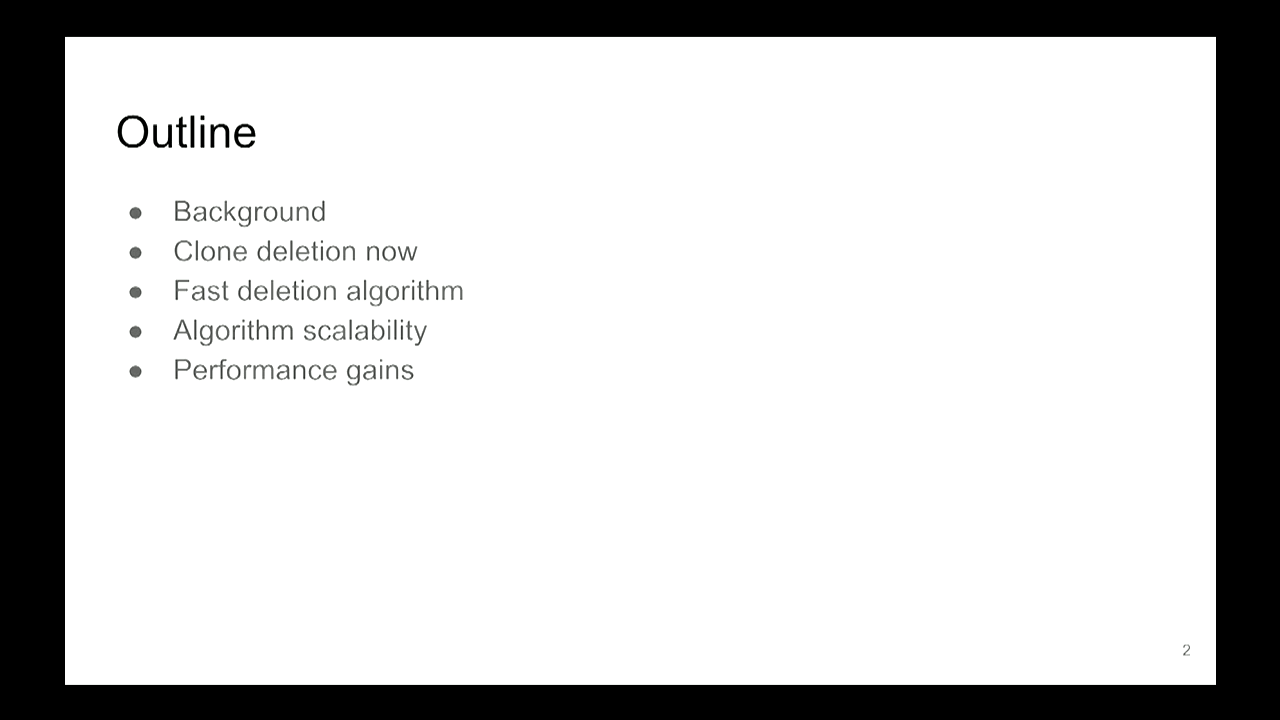 Outline
● Background
● Clone deletion now
● Fast deletion algorithm
● Algorithm scalability
● Performance gains
2